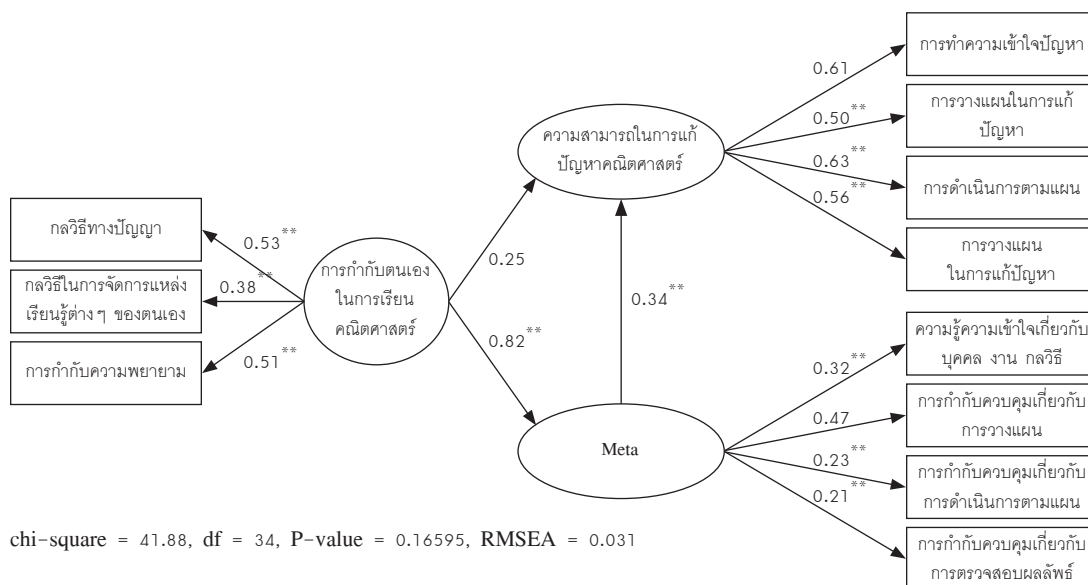 กลวิธีทางปัญญา
กลวิธีในการจัดการแหล่ง
เรียนรู้ต่างๆ ของตนเอง
การกำกับความพยายาม
0.53**
0.38**
0.51**
การกำกับตนเอง
ในการเรียน
คณิตศาสตร์
0.25
0.82**
ความสามารถในการแก้
ปัญหาคณิตศาสตร์
0.34**
Meta
0.61
0.50**
0.63**
0.56**
การทำความเข้าใจปัญหา
การวางแผนในการแก้
ปัญหา
การดำเนินการตามแผน
การวางแผน
ในการแก้ปัญหา
0.32**
0.47
0.23**
0.21**
ความรู้ความเข้าใจเกี่ยวกับ
บุคคล งาน กลวิธี
การกำกับควบคุมเกี่ยวกับ
การวางแผน
การกำกับควบคุมเกี่ยวกับ
การดำเนินการตามแผน
การกำกับควบคุมเกี่ยวกับ
การตรวจสอบผลลัพธ์
chi-square = 41.88, df = 34, P-value = 0.16595, RMSEA = 0.031